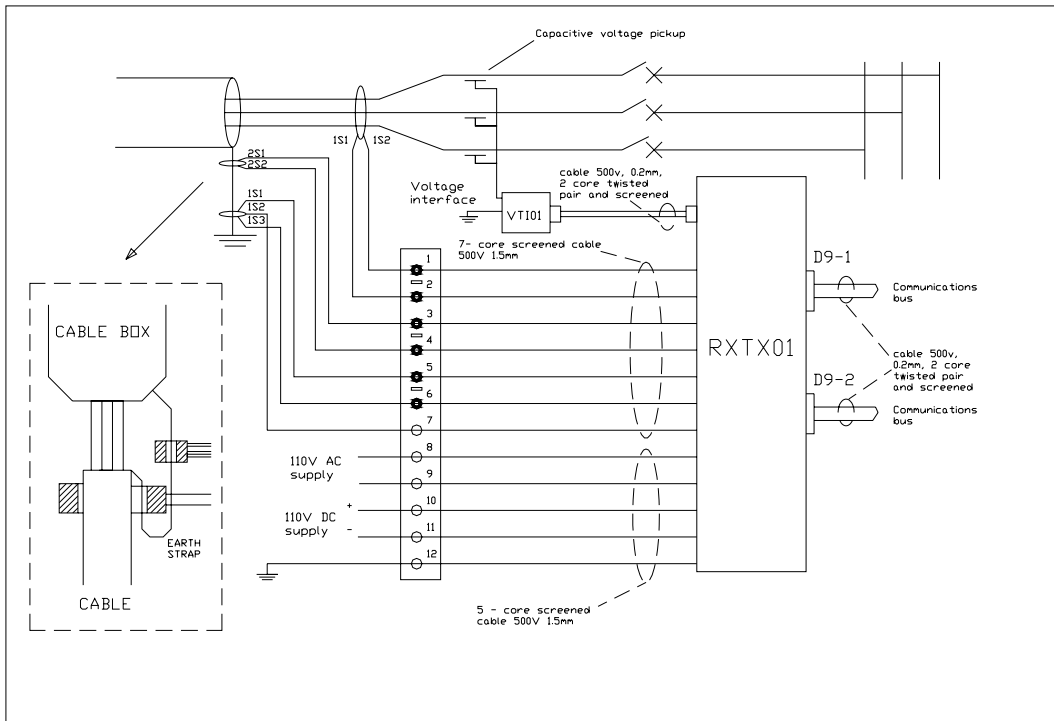 Capacitive voltage pickup
1S1 1S2
2S1
2S2
1S1
1S2
1S3
Voltage
interface
VTI01
cable 500v, 0.2mm,
2 core twisted
pair and screened
7- core screened cable
500V 1.5mm
1
2
3
4
5
6
7
8
9
10
11
12
110V AC
supply
110V DC
supply
+
-
RXTX01
D9-1
Communications
bus
cable 500v,
0.2mm, 2 core
twisted pair
and screened
D9-2
Communications
bus
5 - core screened
cable 500V 1.5mm
CABLE BOX
EARTH
STRAP
CABLE